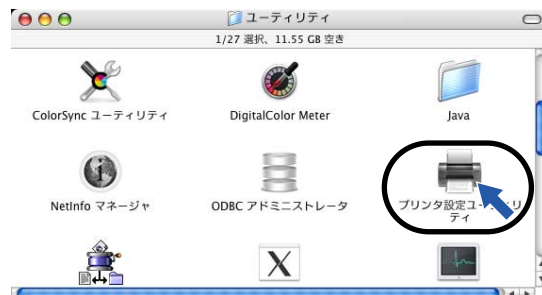 ユーティリティ
1/27 選択、11.55 GB 空き
ColorSync ユーティリティ
DigitalColor Meter
Java
NetInfo マネージャ
ODBC アドミニストレータ
プリンタ設定ユーティリ
ティ